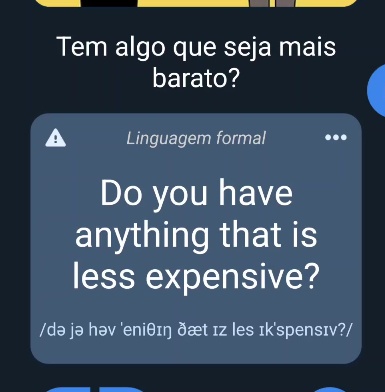 Tem algo que seja mais
barato?
Linguagem formal
Do you have
anything that is
less expensive?
/də jə həv 'eniθɪŋ ðæt ɪz les ɪk'spensɪv?/